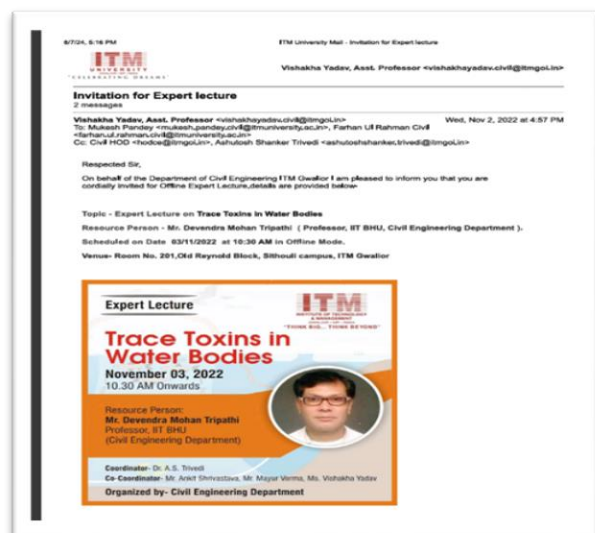 6/7/24, 5:16 PM
ITM University Mail - Invitation for Expert lecture
ITM
UNIVERSITY
"CELEBRATING DREAMS"
Vishakha Yadav, Asst. Professor <vishakhayadav.civil@itmgoi.in>
Invitation for Expert lecture
2 messages
Vishakha Yadav, Asst. Professor <vishakhayadav.civil@itmgoi.in>
Wed, Nov 2, 2022 at 4:57 PM
To: Mukesh Pandey <mukesh.pandey.civil@itmuniversity.ac.in>, Farhan Ul Rahman Civil
<farhan.ul.rahman.civil@itmuniversity.ac.in>
Cc: Civil HOD <hodce@itmgoi.in>, Ashutosh Shanker Trivedi <ashutoshshanker.trivedi@itmgoi.in>
Respected Sir,
On behalf of the Department of Civil Engineering ITM Gwalior I am pleased to inform you that you are
cordially invited for Offline Expert Lecture,details are provided below-
Topic - Expert Lecture on Trace Toxins in Water Bodies
Resource Person - Mr. Devendra Mohan Tripathi ( Professor, IIT BHU, Civil Engineering Department ).
Scheduled on Date 03/11/2022 at 10:30 AM in Offline Mode.
Venue- Room No. 201,Old Reynold Block, Sithouli campus, ITM Gwalior
Expert Lecture
ITM
INSTITUTE OF TECHNOLOGY
& MANAGEMENT
"THINK BIG... THINK BEYOND"
Trace Toxins in
Water Bodies
November 03, 2022
10.30 AM Onwards
Resource Person:
Mr. Devendra Mohan Tripathi
Professor, IIT BHU
(Civil Engineering Department)
Coordinator- Dr. A.S. Trivedi
Co-Coordinator- Mr. Ankit Shrivastava, Mr. Mayur Verma, Ms. Vishakha Yadav
Organized by- Civil Engineering Department